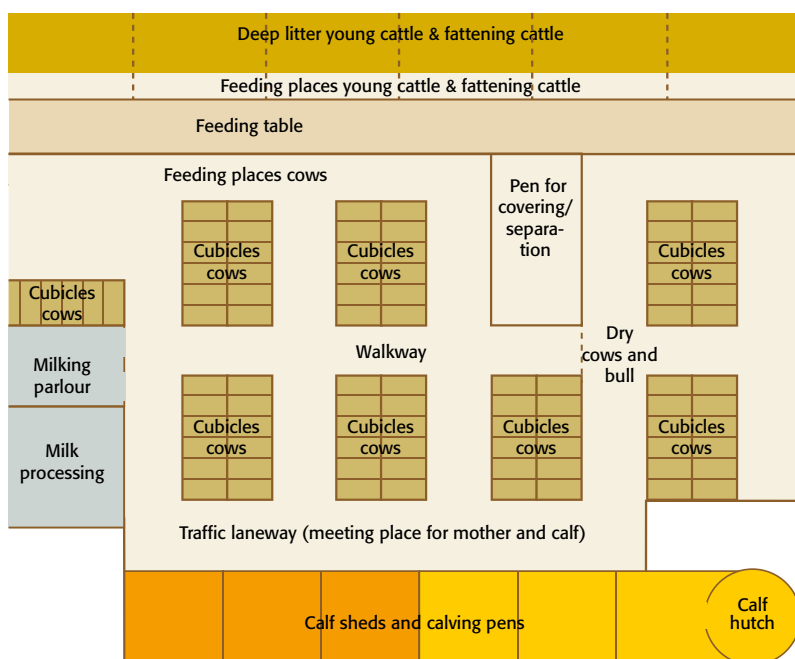 Deep litter young cattle & fattening cattle
Feeding places young cattle & fattening cattle
Feeding table
Feeding places cows
Pen for
covering/
separa-
tion
Cubicles
cows
Cubicles
cows
Cubicles
cows
Cubicles
cows
Milking
parlour
Walkway
Dry
cows and
bull
Milk
processing
Cubicles
cows
Cubicles
cows
Cubicles
cows
Cubicles
cows
Traffic laneway (meeting place for mother and calf)
Calf sheds and calving pens
Calf
hutch